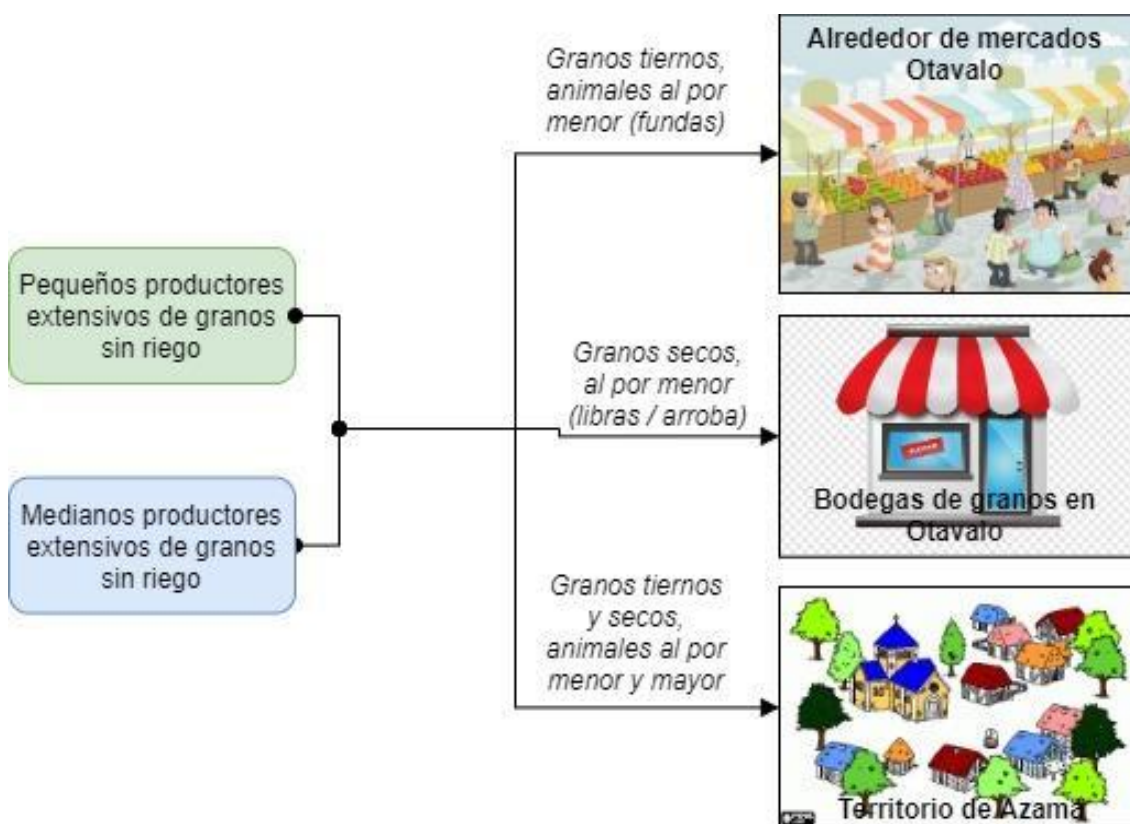 Pequeños productores
extensivos de granos
sin riego
Medianos productores
extensivos de granos
sin riego
Granos tiernos,
animales al por
menor (fundas)
Alrededor de mercados
Otavalo
Granos secos,
al por menor
(libras / arroba)
Bodegas de granos en
Otavalo
Granos tiernos
y secos,
animales al por
menor y mayor
Territorio de Azama